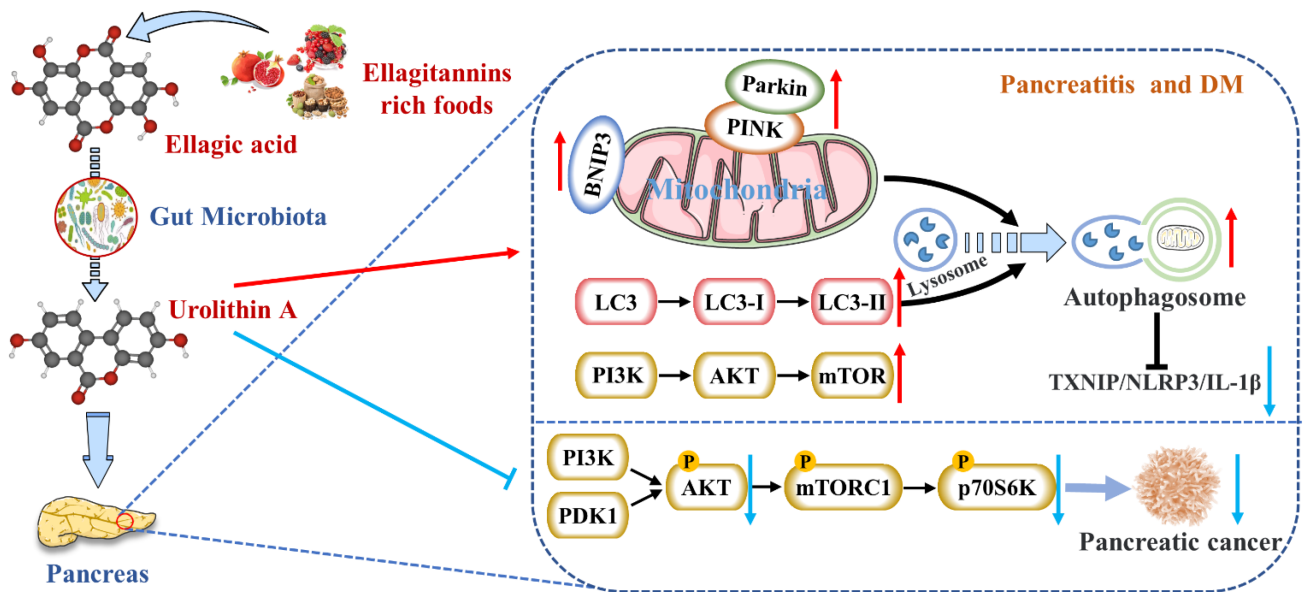 Ellagitannins
rich foods
Ellagic acid
Gut Microbiota
Urolithin A
Pancreas
Pancreatitis and DM
Parkin
PINK
BNIP3
Mitochondria
Lysosome
LC3
LC3-I
LC3-II
Autophagosome
PI3K
AKT
mTOR
TXNIP/NLRP3/IL-1β
PI3K
PDK1
P
AKT
P
mTORC1
P
p70S6K
Pancreatic cancer